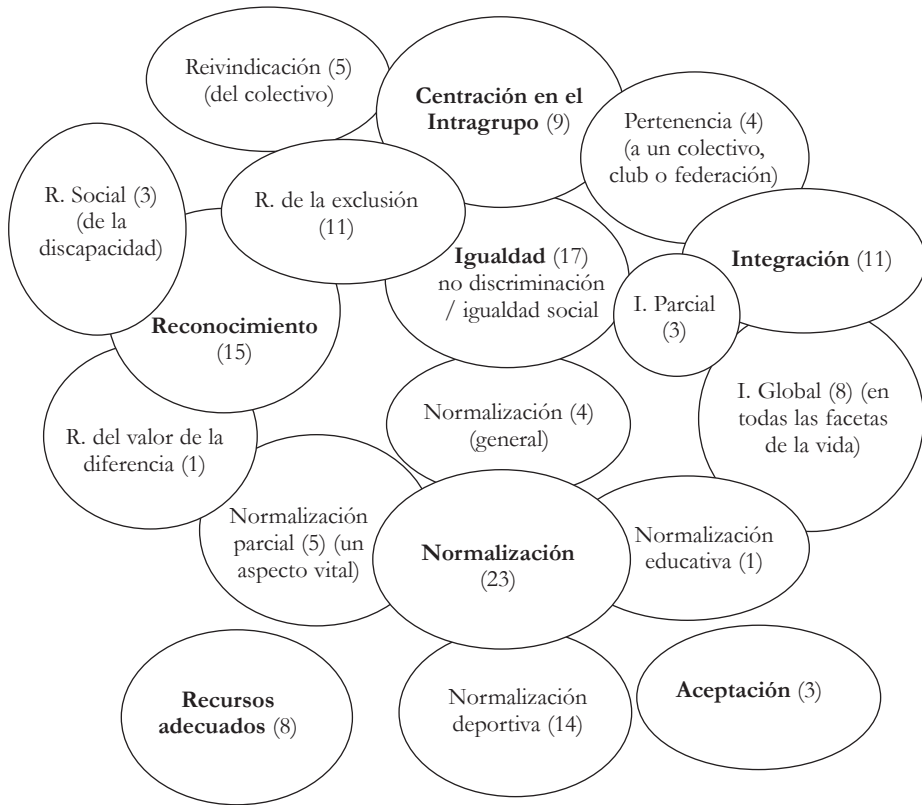 Reivindicación (5)
(del colectivo)
Centración en el
Intragrupo (9)
Pertenencia (4)
(a un colectivo,
club o federación)
R. Social (3)
(de la
discapacidad)
R. de la exclusión
(11)
Igualdad (17)
no discriminación
/ igualdad social
Integración (11)
I. Parcial
(3)
Reconocimiento
(15)
I. Global (8) (en
todas las facetas
de la vida)
Normalización (4)
(general)
R. del valor de la
diferencia (1)
Normalización
parcial (5) (un
aspecto vital)
Normalización
(23)
Normalización
educativa (1)
Recursos
adecuados (8)
Normalización
deportiva (14)
Aceptación (3)